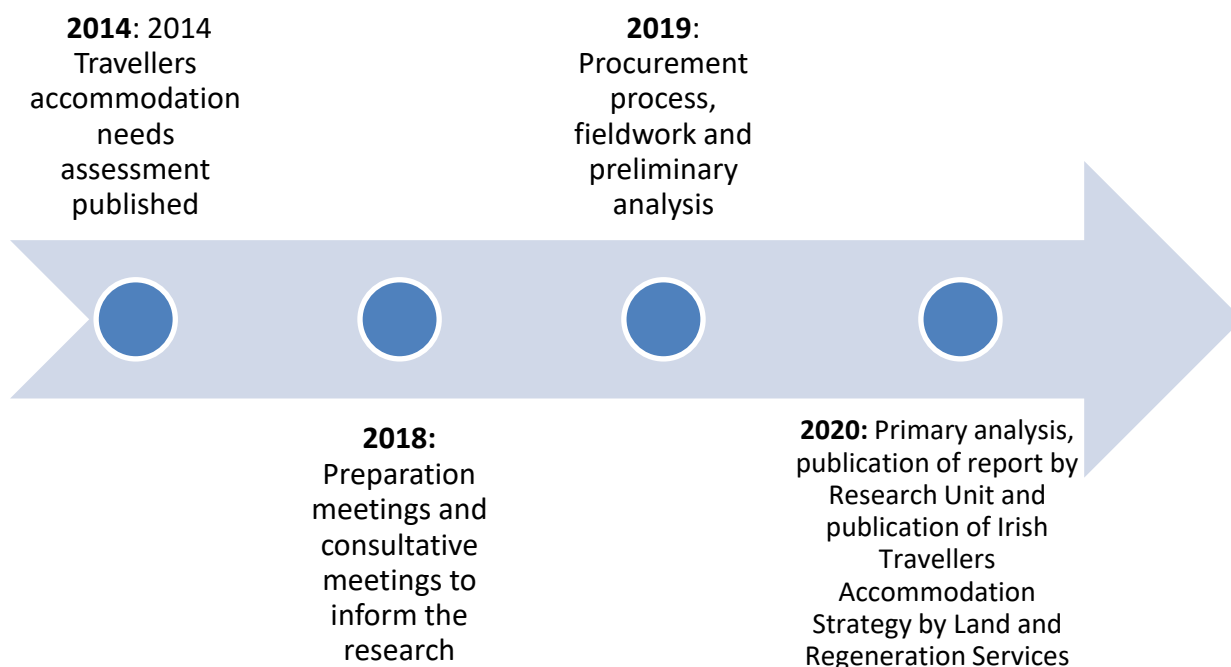 2014: 2014
Travellers
accommodation
needs
assessment
published
2018:
Preparation
meetings and
consultative
meetings to
inform the
research
2019:
Procurement
process,
fieldwork and
preliminary
analysis
2020: Primary analysis,
publication of report by
Research Unit and
publication of Irish
Travellers
Accommodation
Strategy by Land and
Regeneration Services